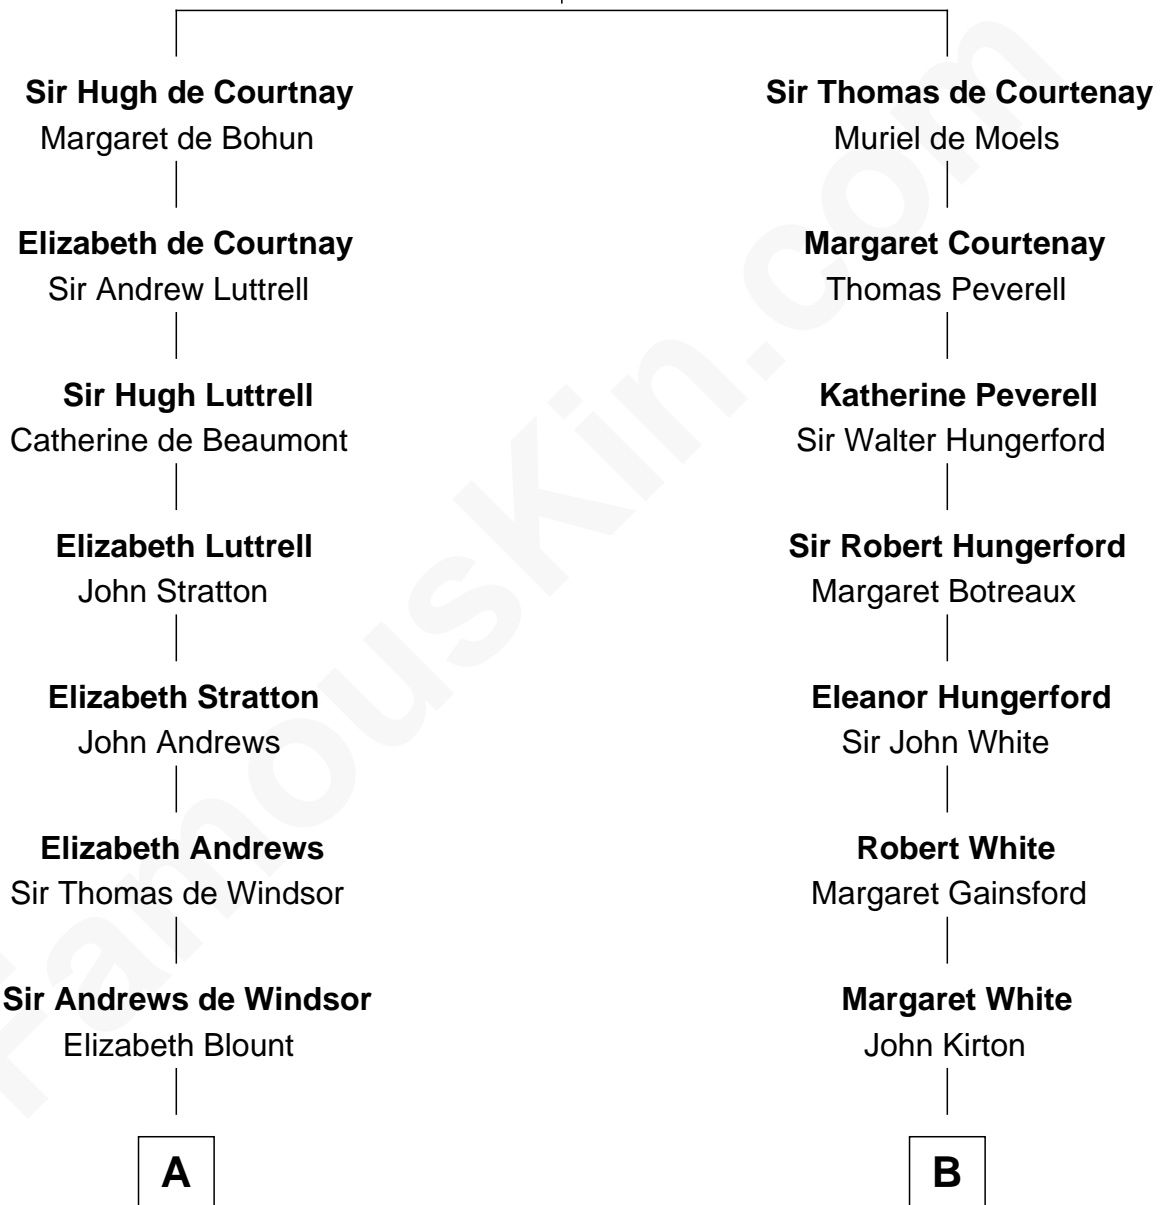 Sir Hugh de Courtnay
Margaret de Bohun
Elizabeth de Courtnay
Sir Andrew Luttrell
Sir Hugh Luttrell
Catherine de Beaumont
Elizabeth Luttrell
John Stratton
Elizabeth Stratton
John Andrews
Elizabeth Andrews
Sir Thomas de Windsor
Sir Andrews de Windsor
Elizabeth Blount
A
Sir Thomas de Courtenay
Muriel de Moels
Margaret Courtenay
Thomas Peverell
Katherine Peverell
Sir Walter Hungerford
Sir Robert Hungerford
Margaret Botreaux
Eleanor Hungerford
Sir John White
Robert White
Margaret Gainsford
Margaret White
John Kirton
B
FamousKin.com